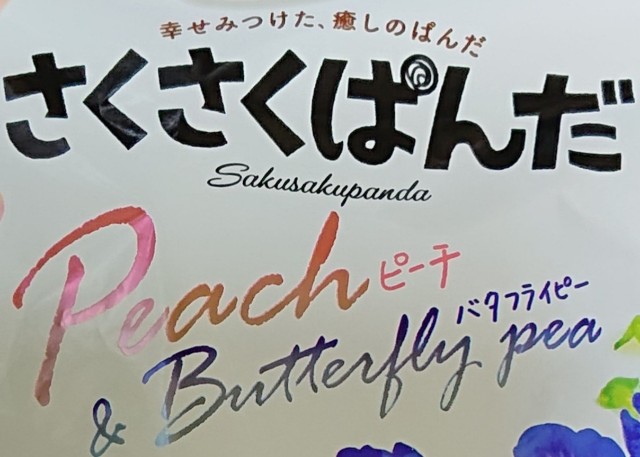 幸せみつけた、癒しのぱんだ
さくさくぱんだ
Sakusakupanda
Peach ピーチ
バタフライピー
& Butterfly pea